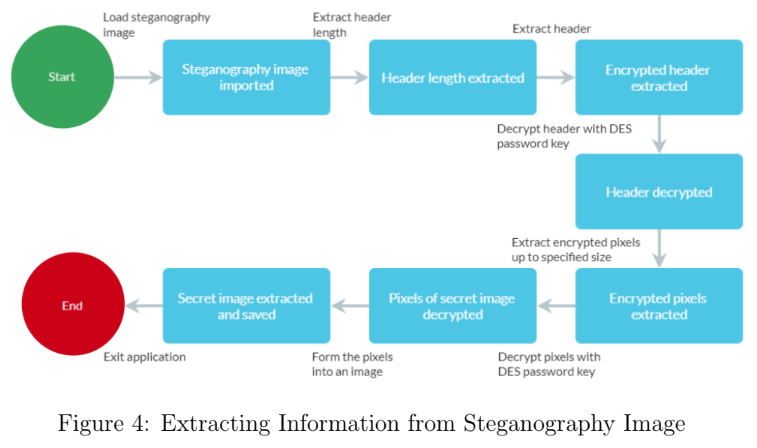 Load steganography
image
Extract header
length
Extract header
Start
Steganography image
imported
Header length extracted
Encrypted header
extracted
Decrypt header with DES
password key
Header decrypted
Extract encrypted pixels
up to specified size
End
Secret image extracted
and saved
Pixels of secret image
decrypted
Encrypted pixels
extracted
Exit application
Form the pixels
into an image
Decrypt pixels with
DES password key
Figure 4: Extracting Information from Steganography Image